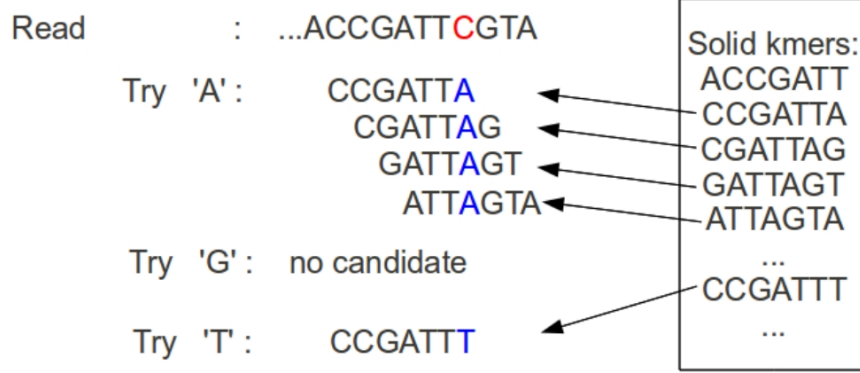 Read : ...ACCGATTCGTA
Solid kmers:
ACCGATT
Try 'A' : CCGATTA
CCGATTA
CGATTAG
CGATTAG
GATTAGT
GATTAGT
ATTAGTA
ATTAGTA
...
Try 'G' : no candidate
CCGATTT
Try 'T' : CCGATTT
...